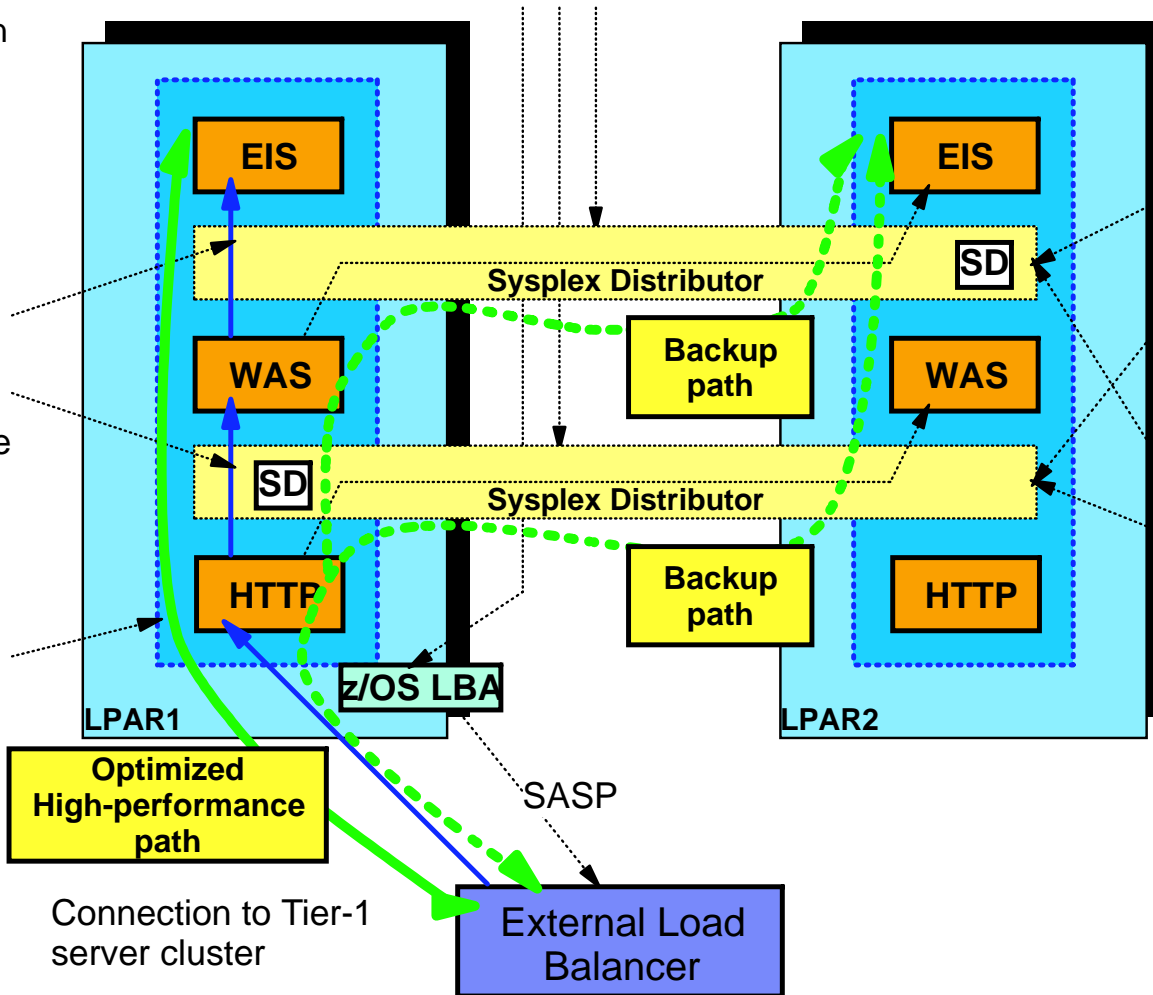 n
EIS
EIS
SD
Sysplex Distributor
Backup
path
WAS
WAS
e
SD
Sysplex Distributor
Backup
path
HTTP
HTTP
z/OS LBA
LPAR1
LPAR2
Optimized
High-performance
path
SASP
Connection to Tier-1
server cluster
External Load
Balancer